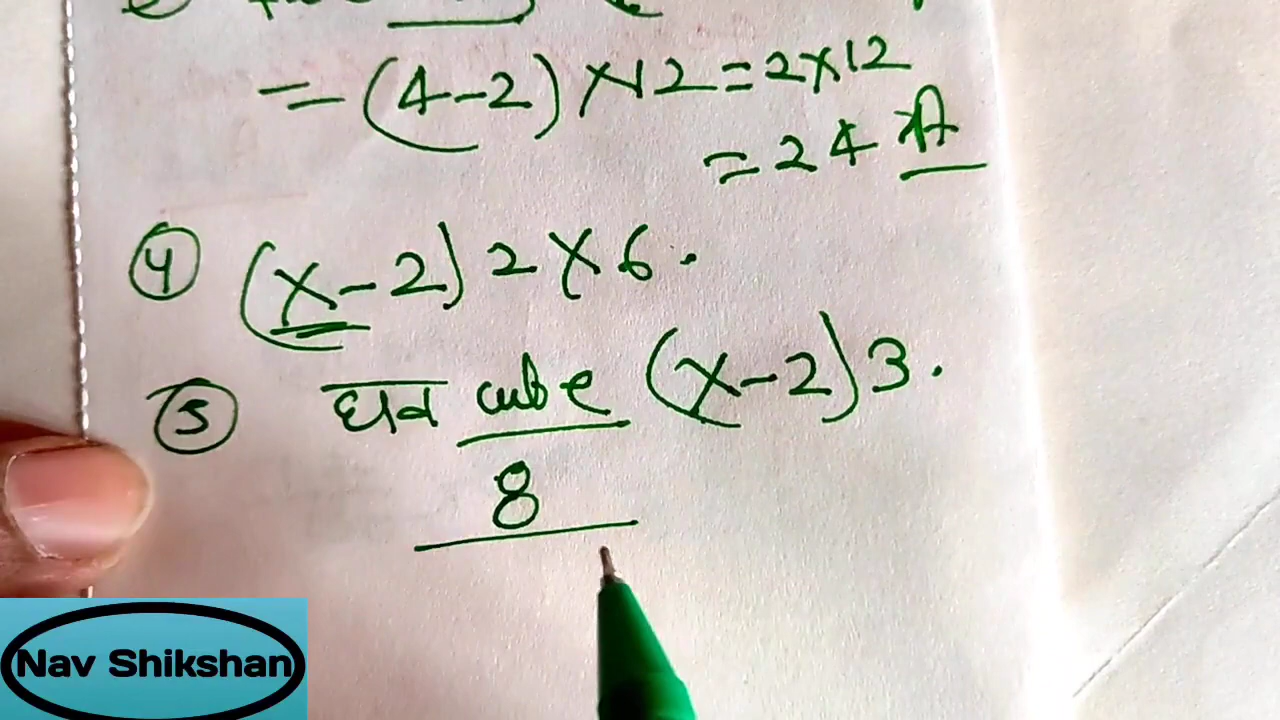 = (4-2) × 12 = 2×12
= 24 A
④ (x-2) 2 × 6.
⑤ घन cube (x-2) 3.
8
Nav Shikshan